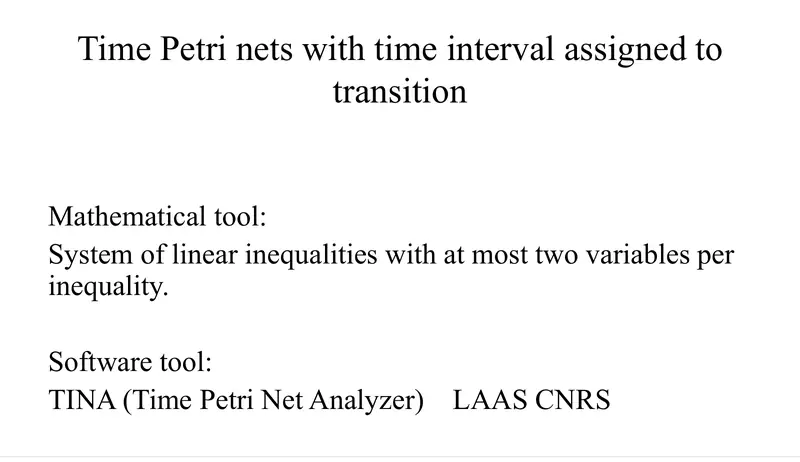 Time Petri nets with time interval assigned to
transition
Mathematical tool:
System of linear inequalities with at most two variables per
inequality.
Software tool:
TINA (Time Petri Net Analyzer) LAAS CNRS